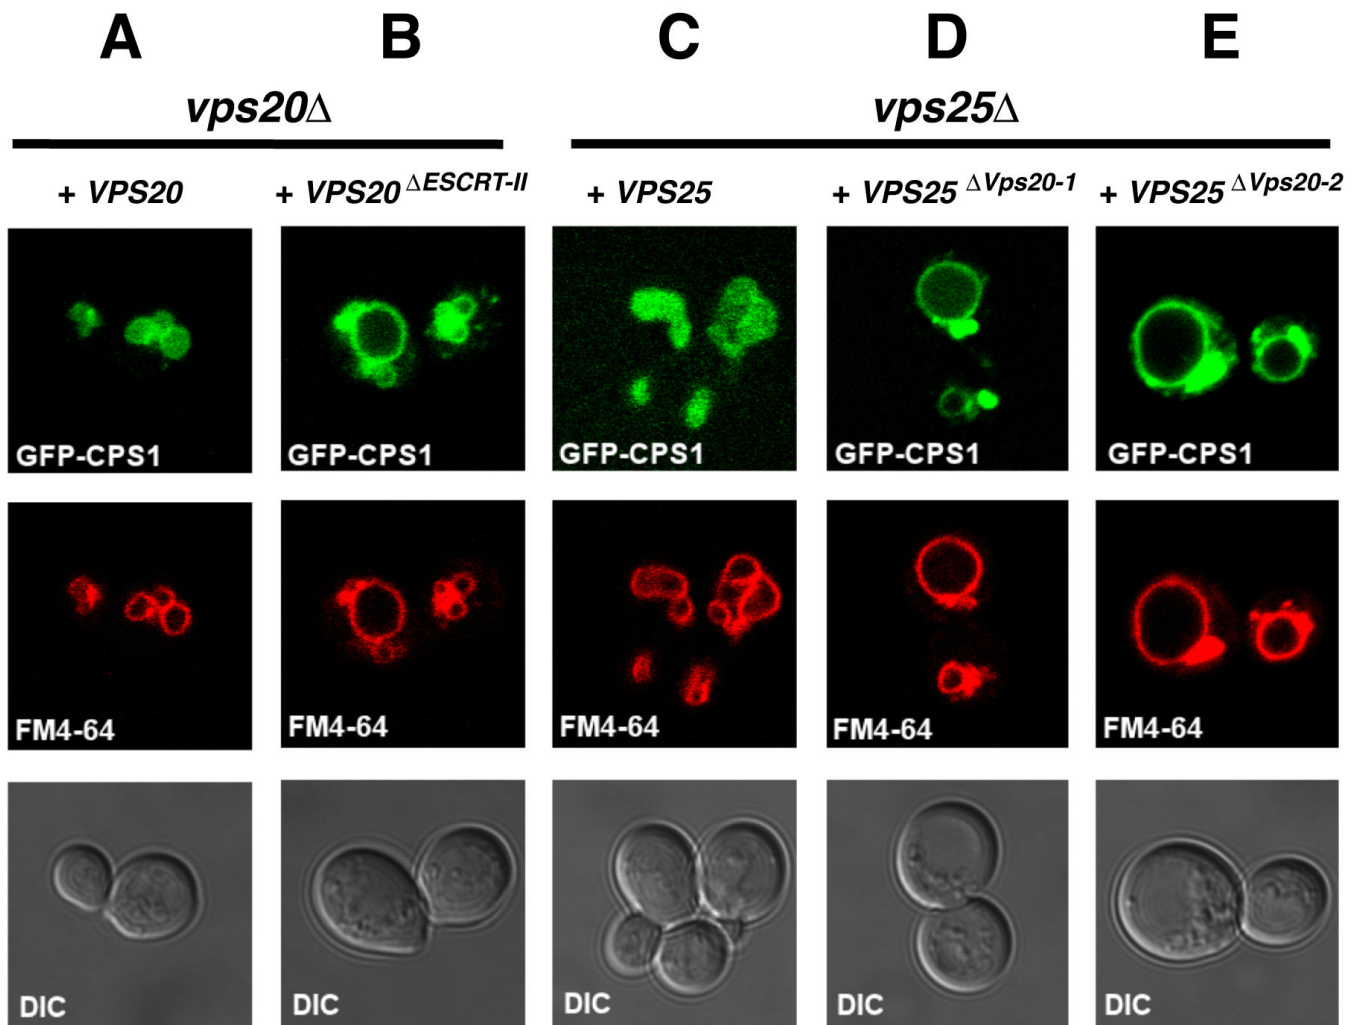 A B C D E
vps20Δ vps25Δ
+ VPS20 + VPS20 ΔESCRT-II + VPS25 + VPS25 ΔVps20-1 + VPS25 ΔVps20-2
GFP-CPS1 GFP-CPS1 GFP-CPS1 GFP-CPS1 GFP-CPS1
FM4-64 FM4-64 FM4-64 FM4-64 FM4-64
DIC DIC DIC DIC DIC